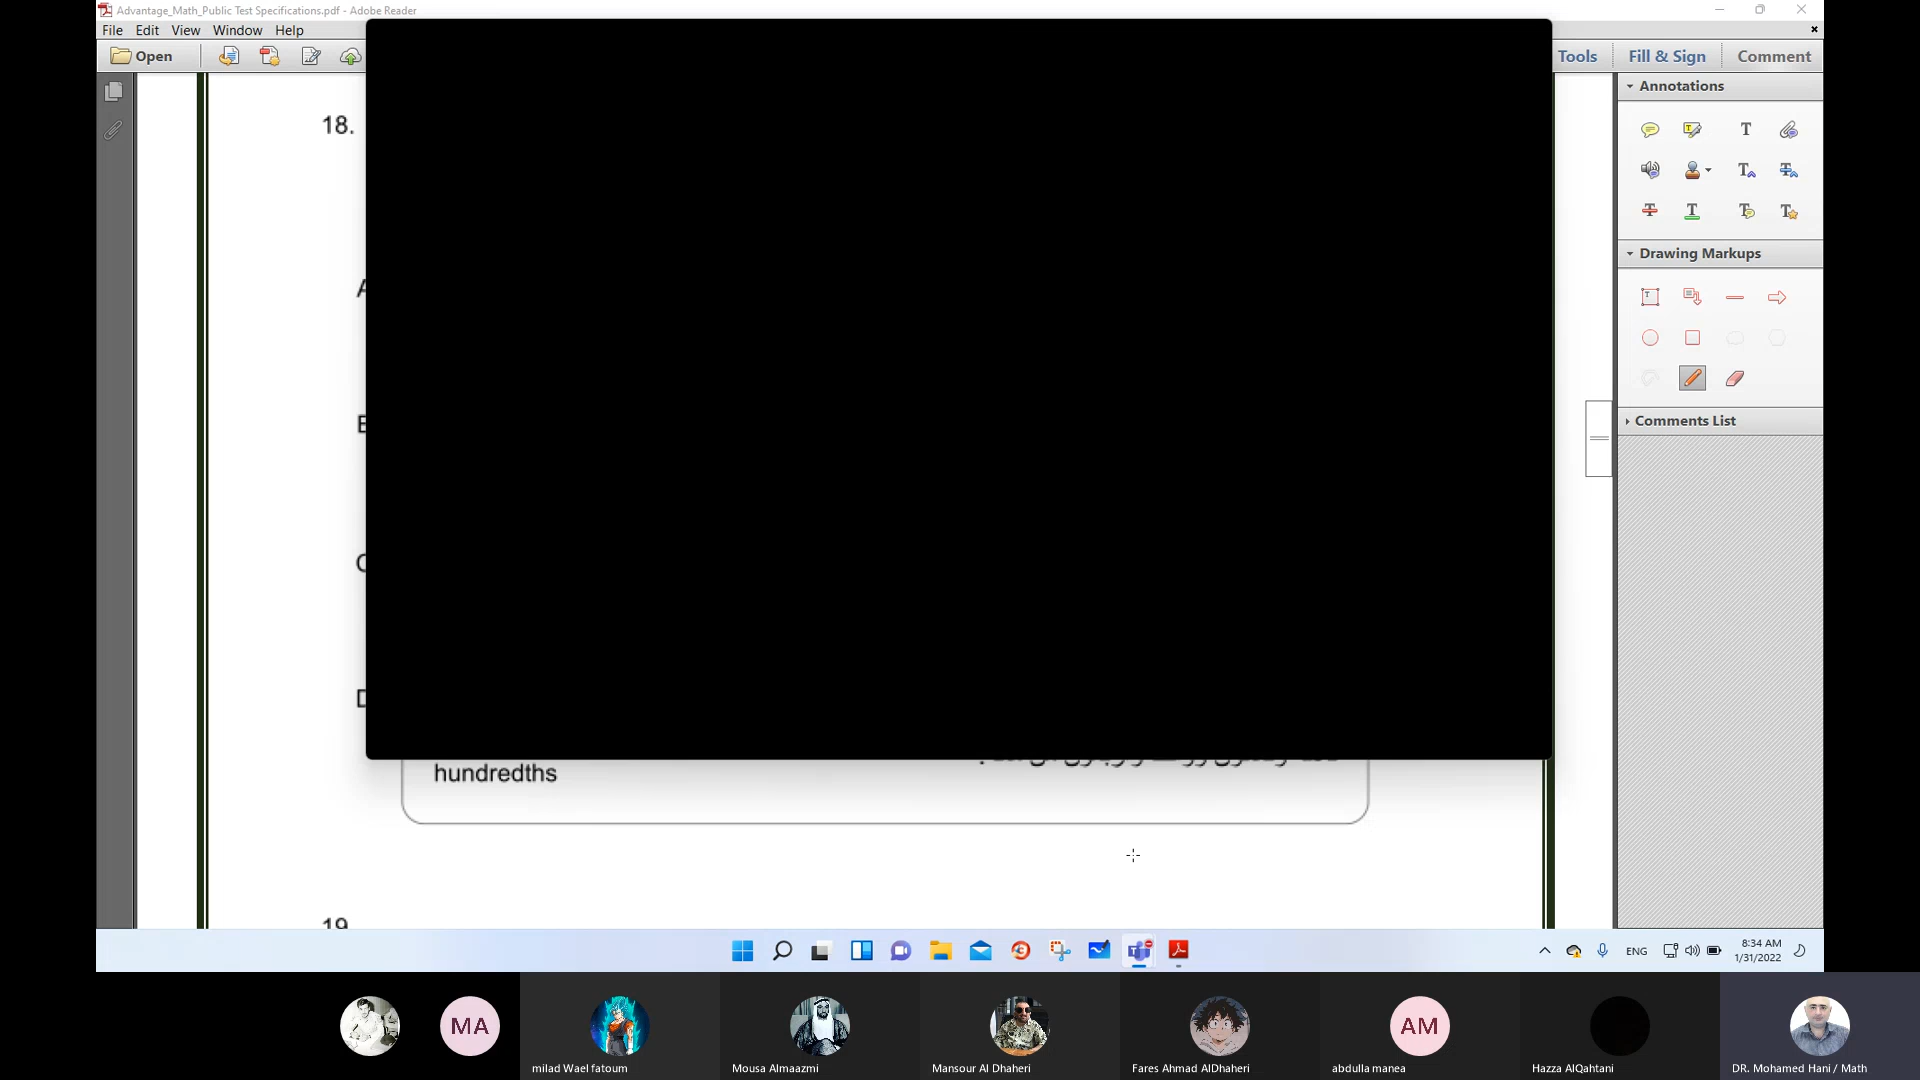 Advantage_Math_Public Test Specifications.pdf - Adobe Reader
File Edit View Window Help
Open
Tools Fill & Sign Comment
Annotations
Drawing Markups
Comments List
18.
A
B
C
D
hundredths
19
ENG
8:34 AM
1/31/2022
MA
AM
milad Wael fatoum
Mousa Almaazmi
Mansour Al Dhaheri
Fares Ahmad AlDhaheri
abdulla manea
Hazza AlQahtani
DR. Mohamed Hani / Math